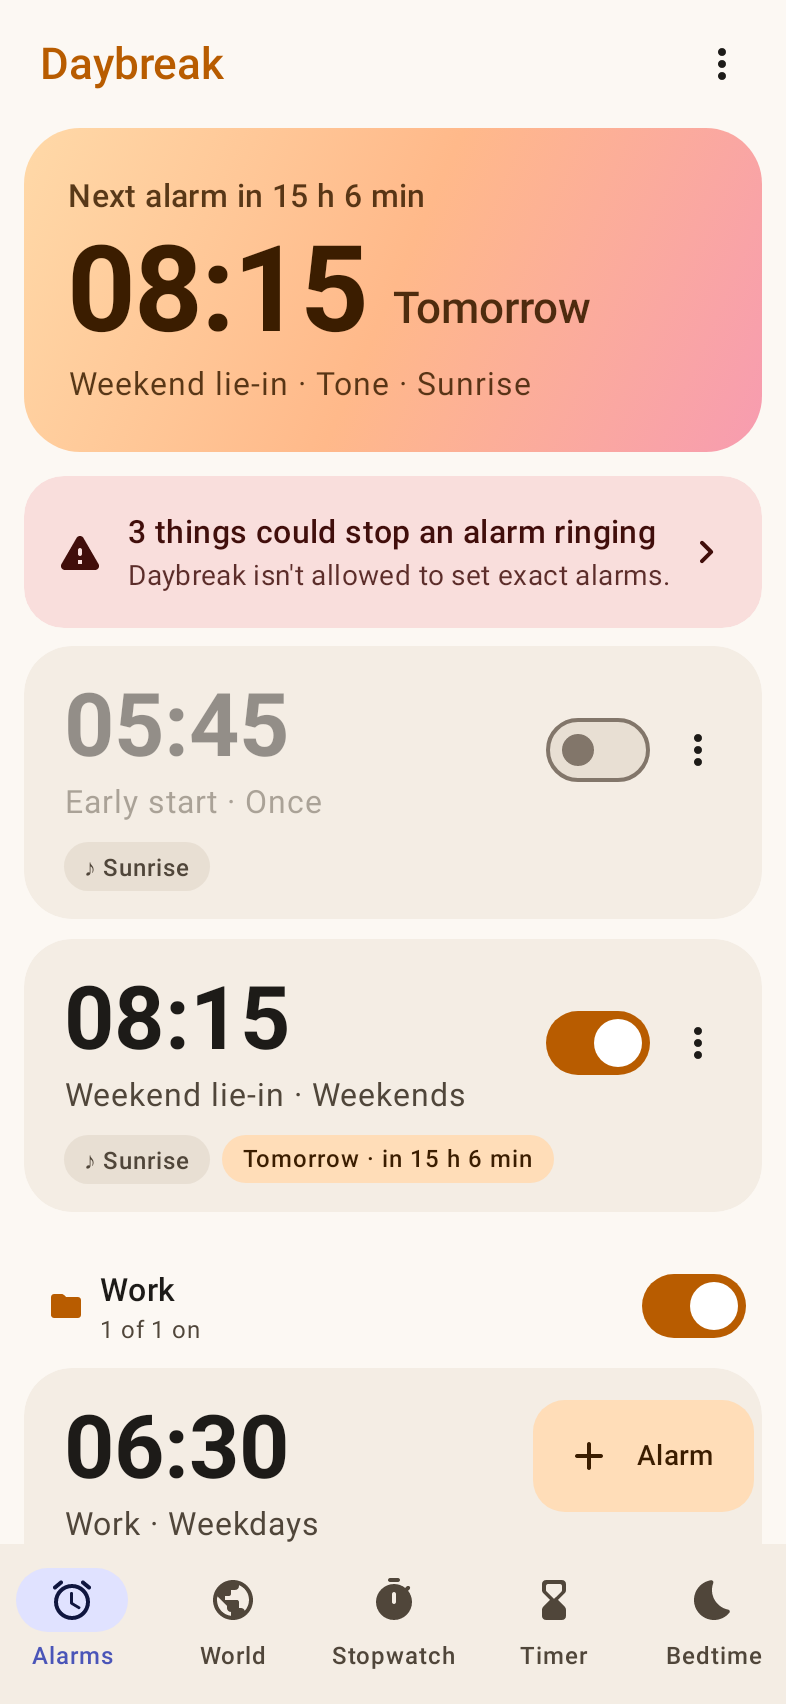 Daybreak
Next alarm in 15 h 6 min
08:15 Tomorrow
Weekend lie-in · Tone · Sunrise
3 things could stop an alarm ringing
Daybreak isn't allowed to set exact alarms.
05:45
Early start · Once
♪ Sunrise
08:15
Weekend lie-in · Weekends
♪ Sunrise
Tomorrow · in 15 h 6 min
Work
1 of 1 on
06:30
Work · Weekdays
Alarm
Alarms
World
Stopwatch
Timer
Bedtime